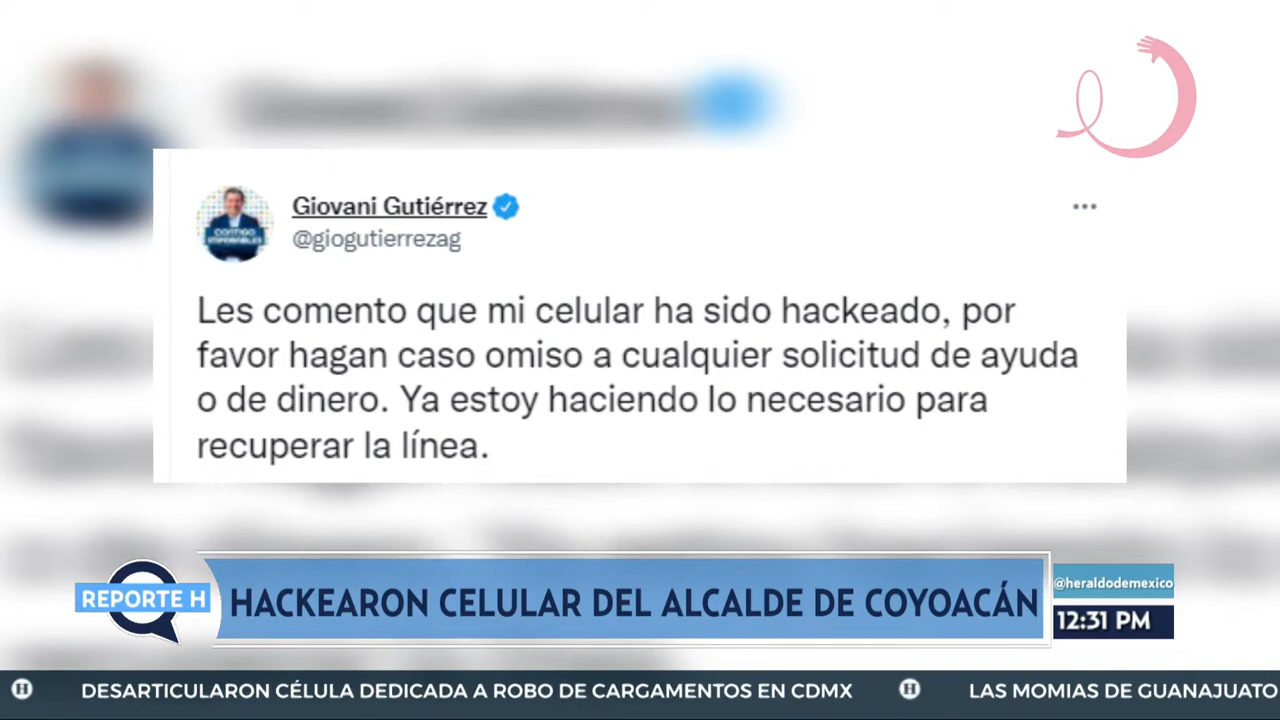 Giovani Gutiérrez
@giogutierrezag
Les comento que mi celular ha sido hackeado, por
favor hagan caso omiso a cualquier solicitud de ayuda
o de dinero. Ya estoy haciendo lo necesario para
recuperar la línea.
REPORTE H
HACKEARON CELULAR DEL ALCALDE DE COYOACÁN
@heraldodemexico
12:31 PM
H DESARTICULARON CÉLULA DEDICADA A ROBO DE CARGAMENTOS EN CDMX H LAS MOMIAS DE GUANAJUATO